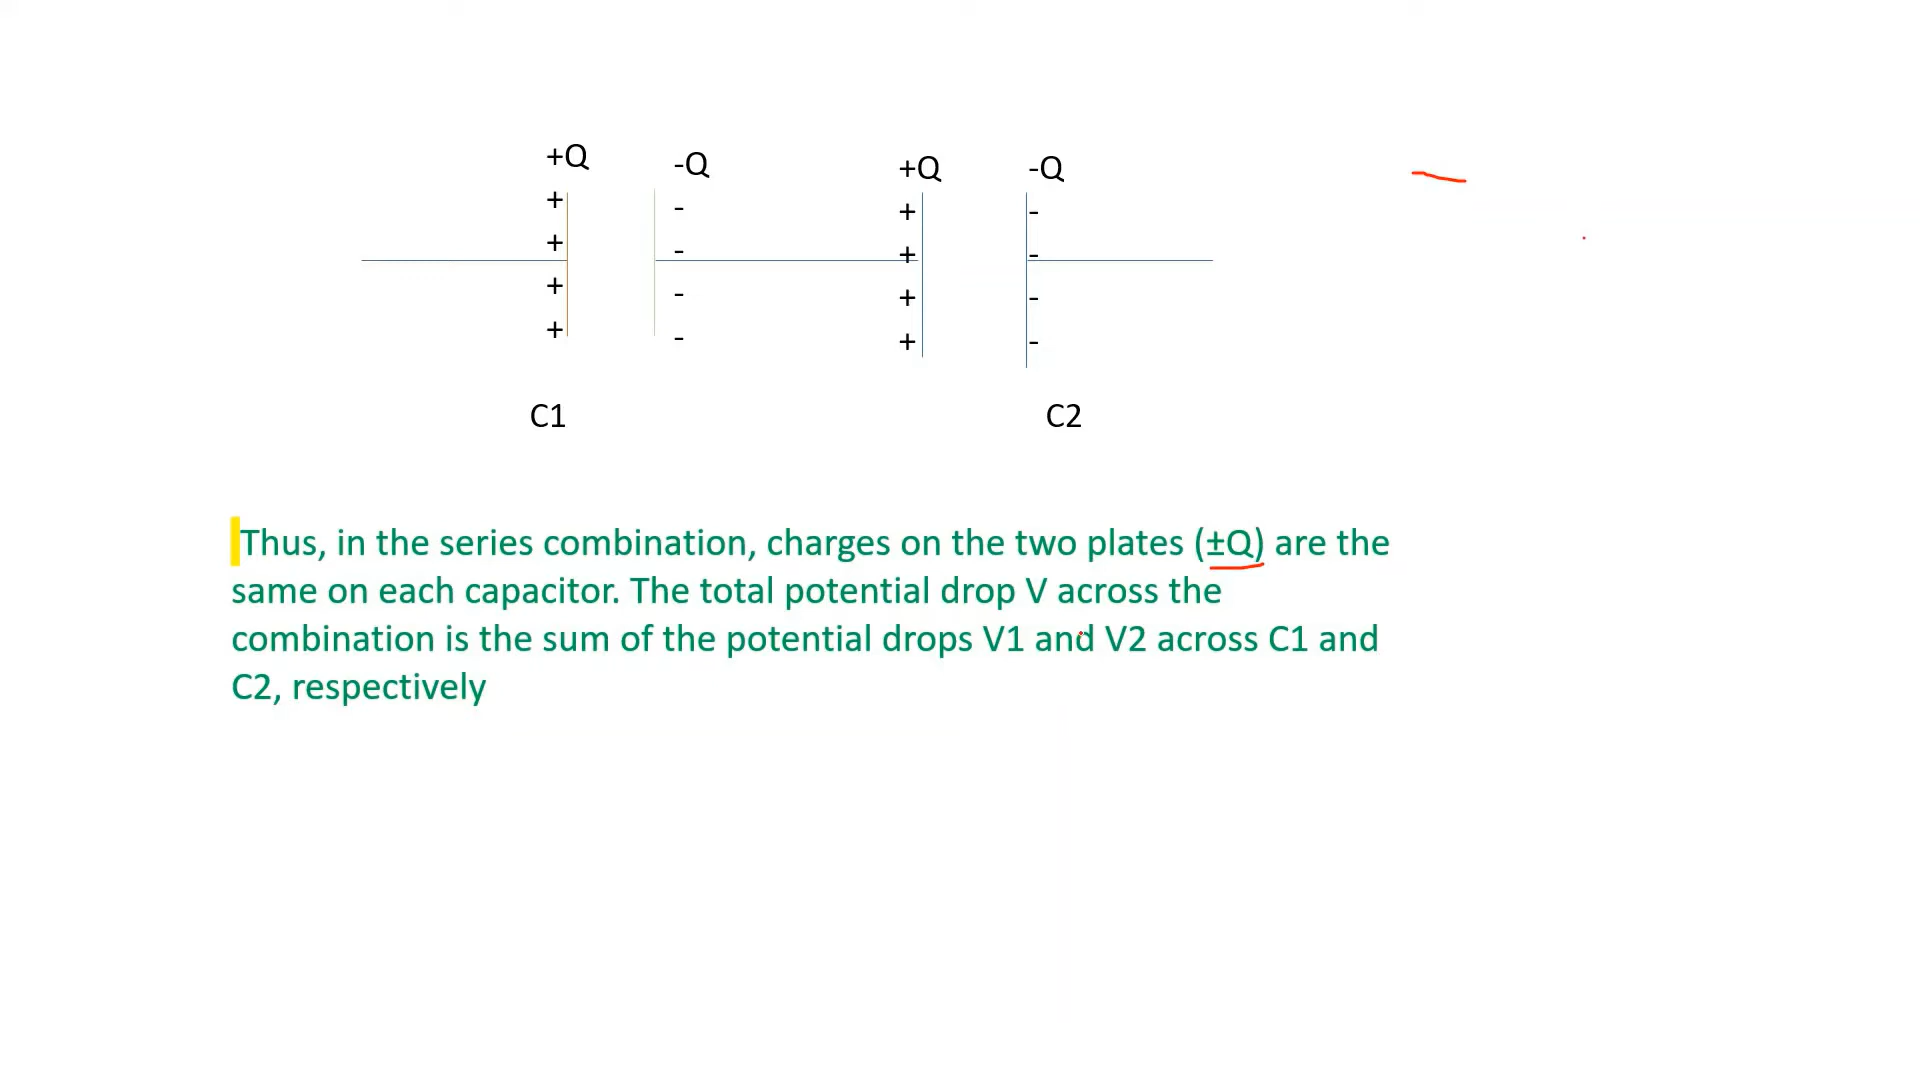 +Q -Q +Q -Q
+ - + -
+ - + -
+ - + -
+ - + -
C1 C2
Thus, in the series combination, charges on the two plates (±Q) are the
same on each capacitor. The total potential drop V across the
combination is the sum of the potential drops V1 and V2 across C1 and
C2, respectively